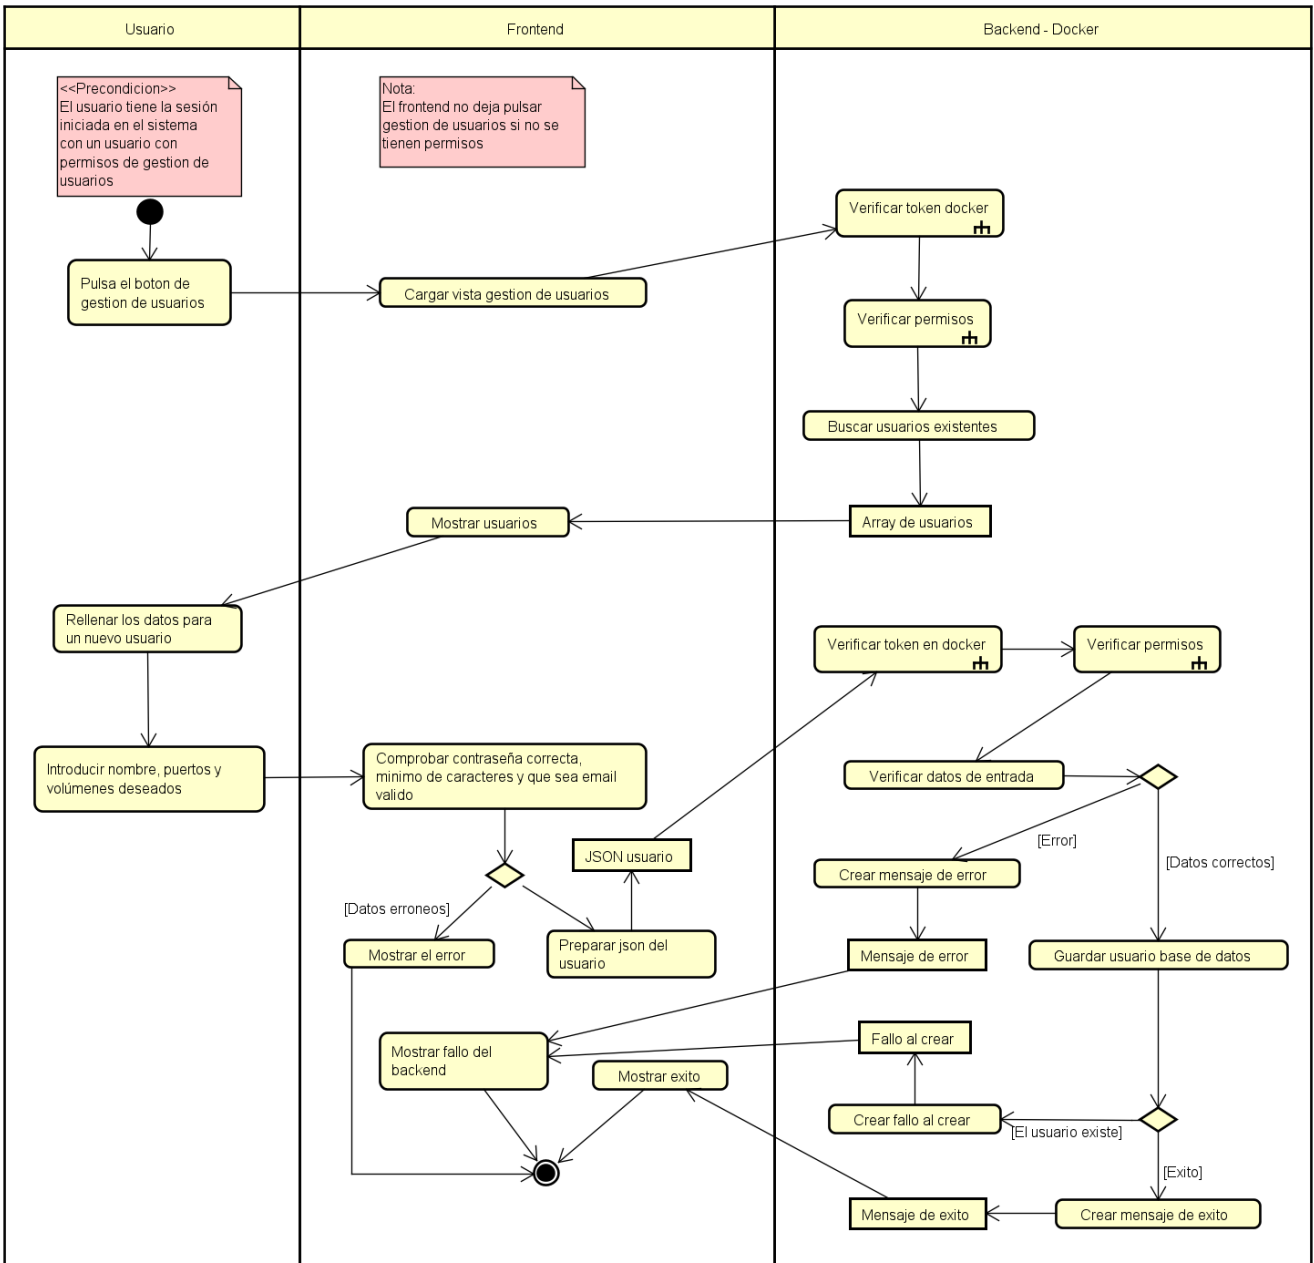 Usuario
Frontend
Backend - Docker
<<Precondicion>>
El usuario tiene la sesión
iniciada en el sistema
con un usuario con
permisos de gestion de
usuarios
Nota:
El frontend no deja pulsar
gestion de usuarios si no se
tienen permisos
Verificar token docker
Pulsa el boton de
gestion de usuarios
Cargar vista gestion de usuarios
Verificar permisos
Buscar usuarios existentes
Mostrar usuarios
Array de usuarios
Rellenar los datos para
un nuevo usuario
Verificar token en docker
Verificar permisos
Introducir nombre, puertos y
volúmenes deseados
Comprobar contraseña correcta,
minimo de caracteres y que sea email
valido
Verificar datos de entrada
JSON usuario
[Error]
[Datos correctos]
Crear mensaje de error
[Datos erroneos]
Mostrar el error
Preparar json del
usuario
Mensaje de error
Guardar usuario base de datos
Mostrar fallo del
backend
Fallo al crear
Mostrar exito
Crear fallo al crear
[El usuario existe]
[Exito]
Mensaje de exito
Crear mensaje de exito